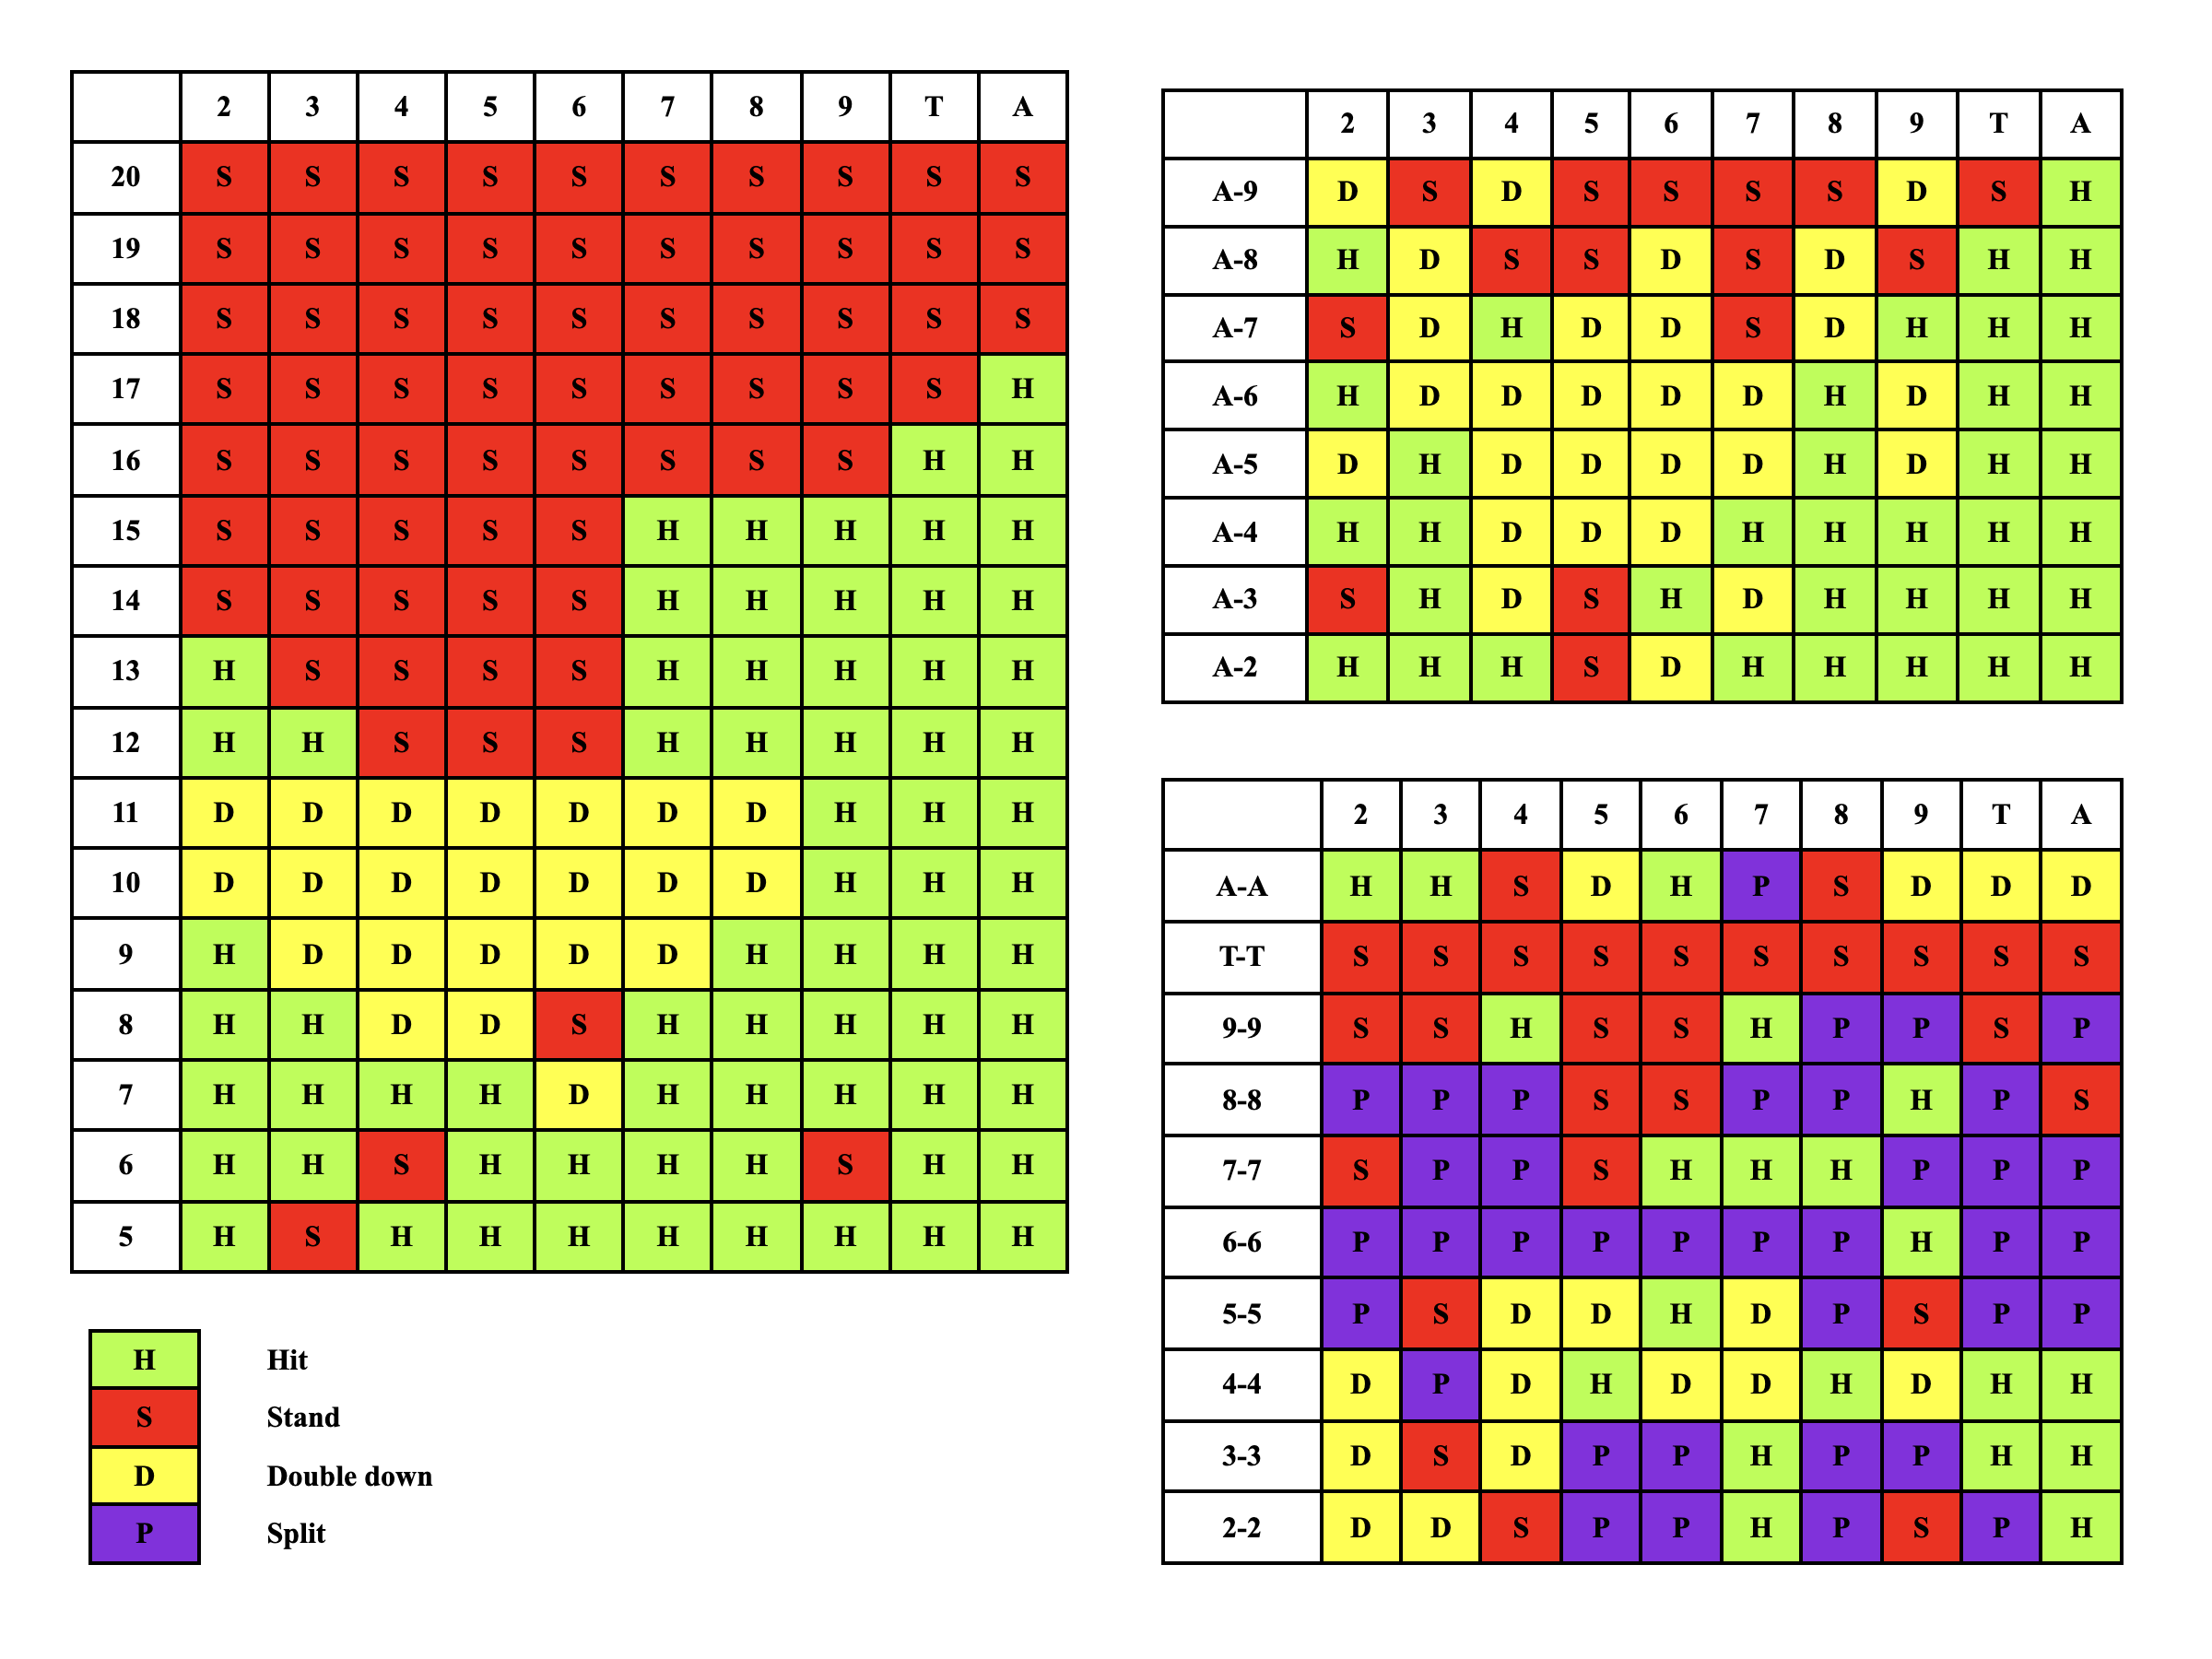 2 3 4 5 6 7 8 9 T A
20 S S S S S S S S S S
19 S S S S S S S S S S
18 S S S S S S S S S S
17 S S S S S S S S S H
16 S S S S S S S S H H
15 S S S S S H H H H H
14 S S S S S H H H H H
13 H S S S S H H H H H
12 H H S S S H H H H H
11 D D D D D D D H H H
10 D D D D D D D H H H
9 H D D D D D H H H H
8 H H D D S H H H H H
7 H H H H D H H H H H
6 H H S H H H H S H H
5 H S H H H H H H H H
H Hit
S Stand
D Double down
P Split
2 3 4 5 6 7 8 9 T A
A-9 D S D S S S S D S H
A-8 H D S S D S D S H H
A-7 S D H D D S D H H H
A-6 H D D D D D H D H H
A-5 D H D D D D H D H H
A-4 H H D D D H H H H H
A-3 S H D S H D H H H H
A-2 H H H S D H H H H H
2 3 4 5 6 7 8 9 T A
A-A H H S D H P S D D D
T-T S S S S S S S S S S
9-9 S S H S S H P P S P
8-8 P P P S S P P H P S
7-7 S P P S H H H P P P
6-6 P P P P P P P H P P
5-5 P S D D H D P S P P
4-4 D P D H D D H D H H
3-3 D S D P P H P P H H
2-2 D D S P P H P S P H